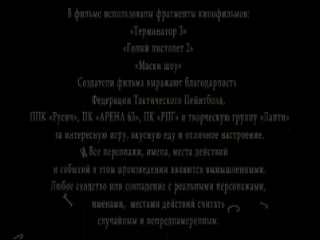 В фильме использованы фрагменты кинофильмов:
«Терминатор 3»
«Голый пистолет 2»
«Маски шоу»
Создатели фильма выражают благодарность
Федерации Тактического Пейнтбола,
ППК «Русич», ПК «АРЕНА 63», ПК «РПГ» и творческую группу «Лапти»
за интересную игру, вкусную еду и отличное настроение.
Все персонажи, имена, места действий
и событий в этом произведении являются вымышленными.
Любое сходство или совпадение с реальными персонажами,
именами, местами действий считать
случайным и непреднамеренным.